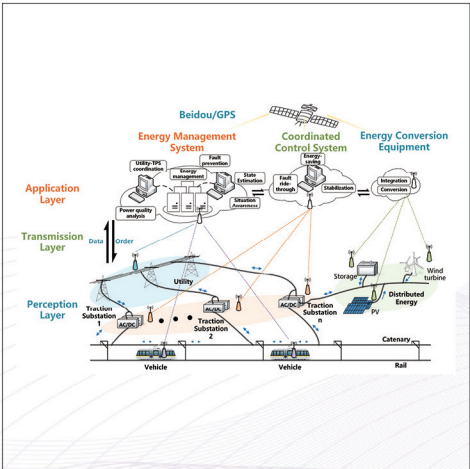 Beidou/GPS
Energy Management
System
Coordinated
Control System
Energy Conversion
Equipment
Utility-TPS
coordination
Fault
prevention
Energy
management
State
Estimation
Situation
Awareness
Power quality
analysis
Energy-
saving
Fault
ride-
through
Stabilization
Integration
Conversion
Application
Layer
Transmission
Layer
Data
Order
Perception
Layer
Utility
Storage
Wind
turbine
PV
Distributed
Energy
Traction
Substation
1
AC/DC
AC/DC
Traction
Substation
2
AC/DC
Traction
Substation
n
Catenary
Vehicle
Vehicle
Rail